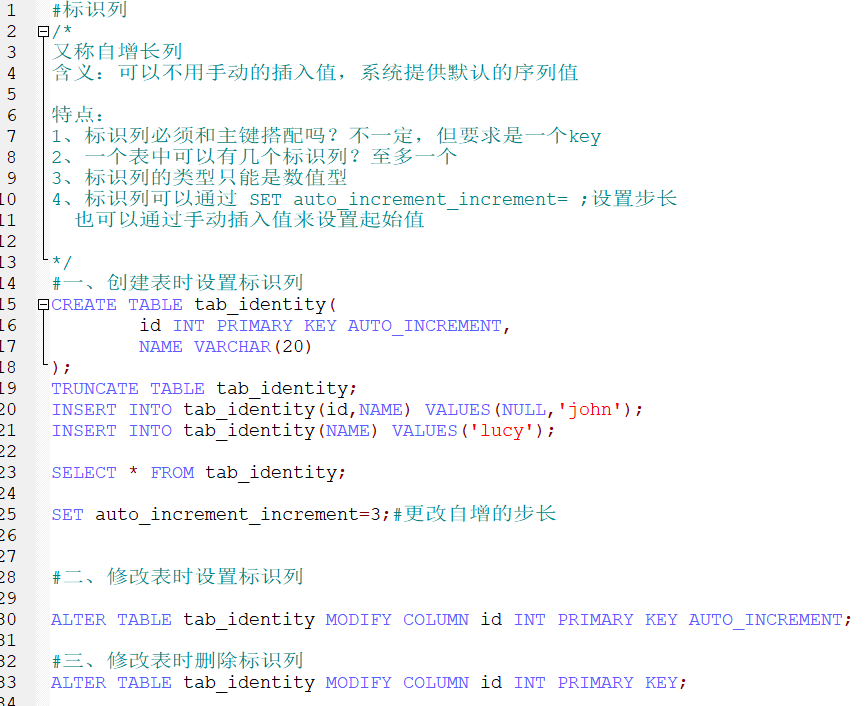 1 #标识列
2 /*
3 又称自增长列
4 含义：可以不用手动的插入值，系统提供默认的序列值
5
6 特点：
7 1、标识列必须和主键搭配吗？不一定，但要求是一个key
8 2、一个表中可以有几个标识列？至多一个
9 3、标识列的类型只能是数值型
10 4、标识列可以通过 SET auto_increment_increment= ;设置步长
11 也可以通过手动插入值来设置起始值
12
13 */
14 #一、创建表时设置标识列
15 CREATE TABLE tab_identity(
16 id INT PRIMARY KEY AUTO_INCREMENT,
17 NAME VARCHAR(20)
18 );
19 TRUNCATE TABLE tab_identity;
20 INSERT INTO tab_identity(id,NAME) VALUES(NULL,'john');
21 INSERT INTO tab_identity(NAME) VALUES('lucy');
22
23 SELECT * FROM tab_identity;
24
25 SET auto_increment_increment=3;#更改自增的步长
26
27
28 #二、修改表时设置标识列
29
30 ALTER TABLE tab_identity MODIFY COLUMN id INT PRIMARY KEY AUTO_INCREMENT;
31
32 #三、修改表时删除标识列
33 ALTER TABLE tab_identity MODIFY COLUMN id INT PRIMARY KEY;
34